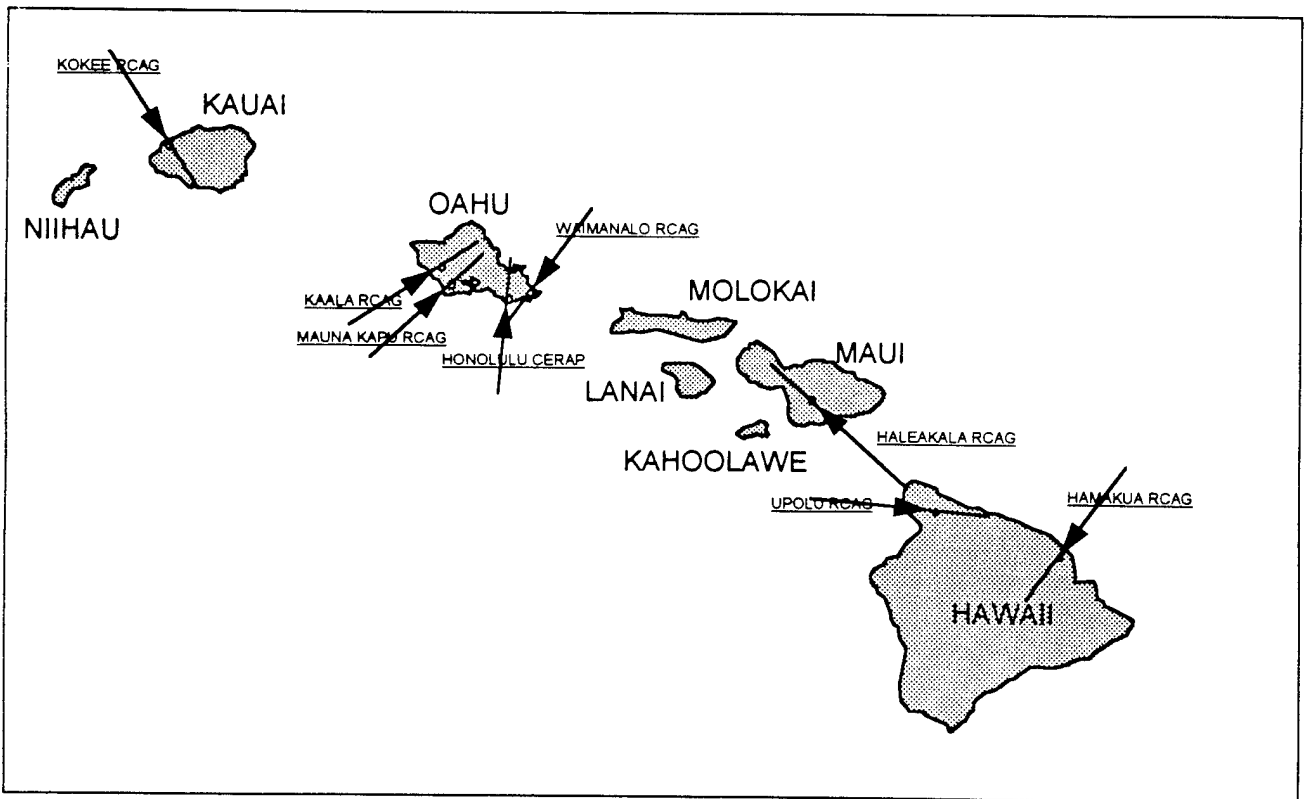 KOKEE RCAG
KAUAI
NIIHAU
OAHU
WAIMANALO RCAG
KAALA RCAG
MAUNA KAPU RCAG
HONOLULU CERAP
MOLOKAI
MAUI
LANAI
HALEAKALA RCAG
KAHOOLAWE
UPOLU RCAG
HAMAKUA RCAG
HAWAII